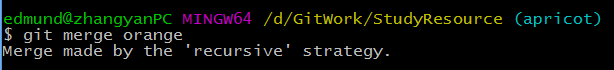 edmund@zhangyanPC MINGW64 /d/GitWork/StudyResource (apricot)
$ git merge orange
Merge made by the 'recursive' strategy.